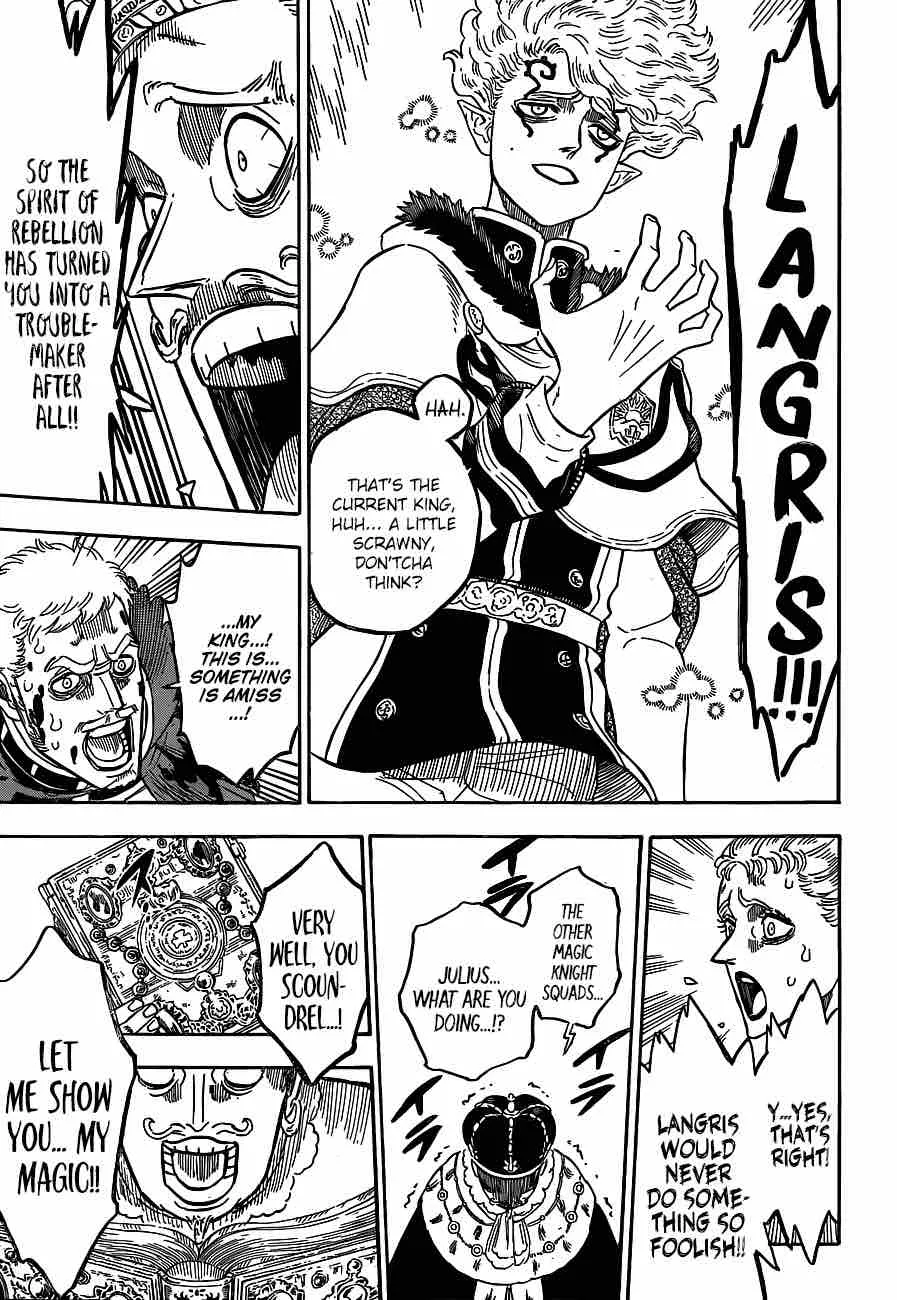 LANGRIS!!!
HAH.
THAT'S THE
CURRENT KING,
HUH... A LITTLE
SCRAWNY,
DON'TCHA
THINK?
SO THE
SPIRIT OF
REBELLION
HAS TURNED
YOU INTO A
TROUBLE-
MAKER
AFTER
ALL!!
...MY
KING...!
THIS IS...
SOMETHING
IS AMISS
...!
Y...YES,
THAT'S
RIGHT!
LANGRIS
WOULD
NEVER
DO SOME-
THING SO
FOOLISH!!
THE
OTHER
MAGIC
KNIGHT
SQUADS...
JULIUS...
WHAT ARE YOU
DOING...!?
VERY
WELL, YOU
SCOUN-
DREL...!
LET
ME SHOW
YOU... MY
MAGIC!!